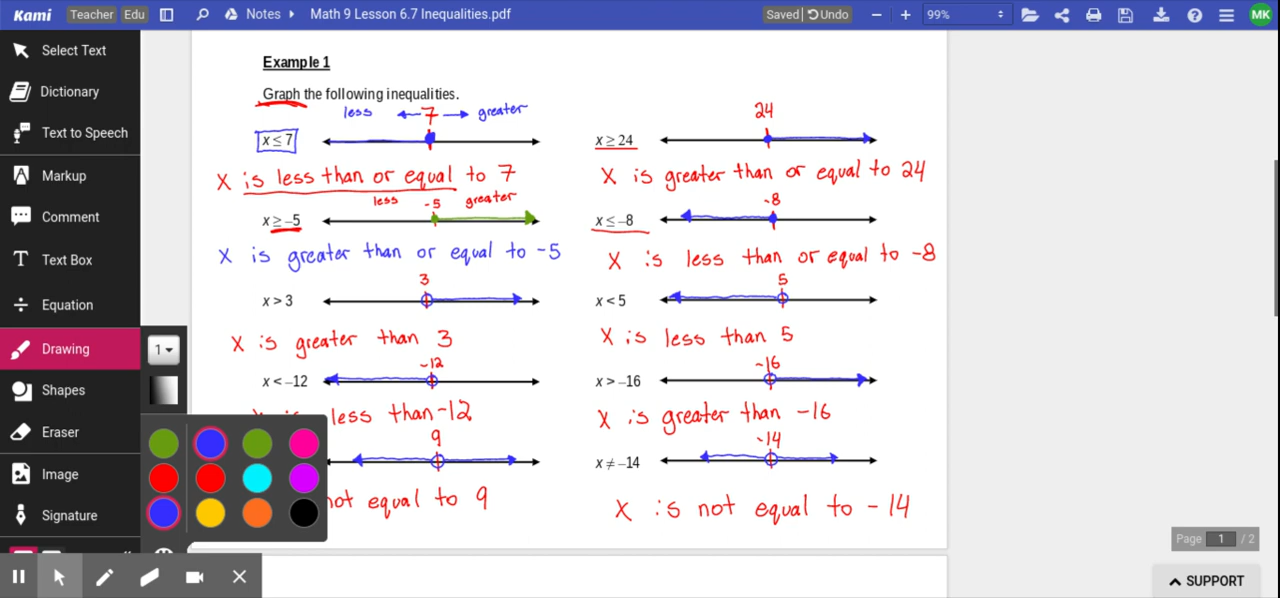 Kami Teacher Edu Notes Math 9 Lesson 6.7 Inequalities.pdf Saved Undo 99% MK
Select Text
Dictionary
Text to Speech
Markup
Comment
Text Box
Equation
Drawing
1
Shapes
Eraser
Image
Signature
Example 1
Graph the following inequalities.
less 7 greater
x ≤ 7
X is less than or equal to 7
less -5 greater
x ≥ –5
X is greater than or equal to -5
3
x > 3
X is greater than 3
-12
x < –12
less than -12
9
not equal to 9
24
x ≥ 24
X is greater than or equal to 24
-8
x ≤ –8
X is less than or equal to -8
5
x < 5
X is less than 5
-16
x > –16
X is greater than -16
-14
x ≠ –14
X is not equal to -14
Page 1 / 2
SUPPORT